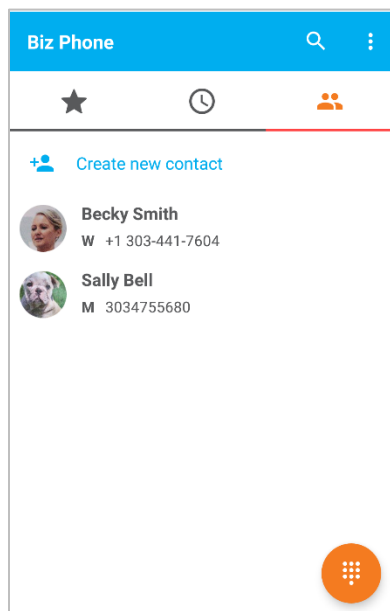 Biz Phone
Create new contact
Becky Smith
W +1 303-441-7604
Sally Bell
M 3034755680